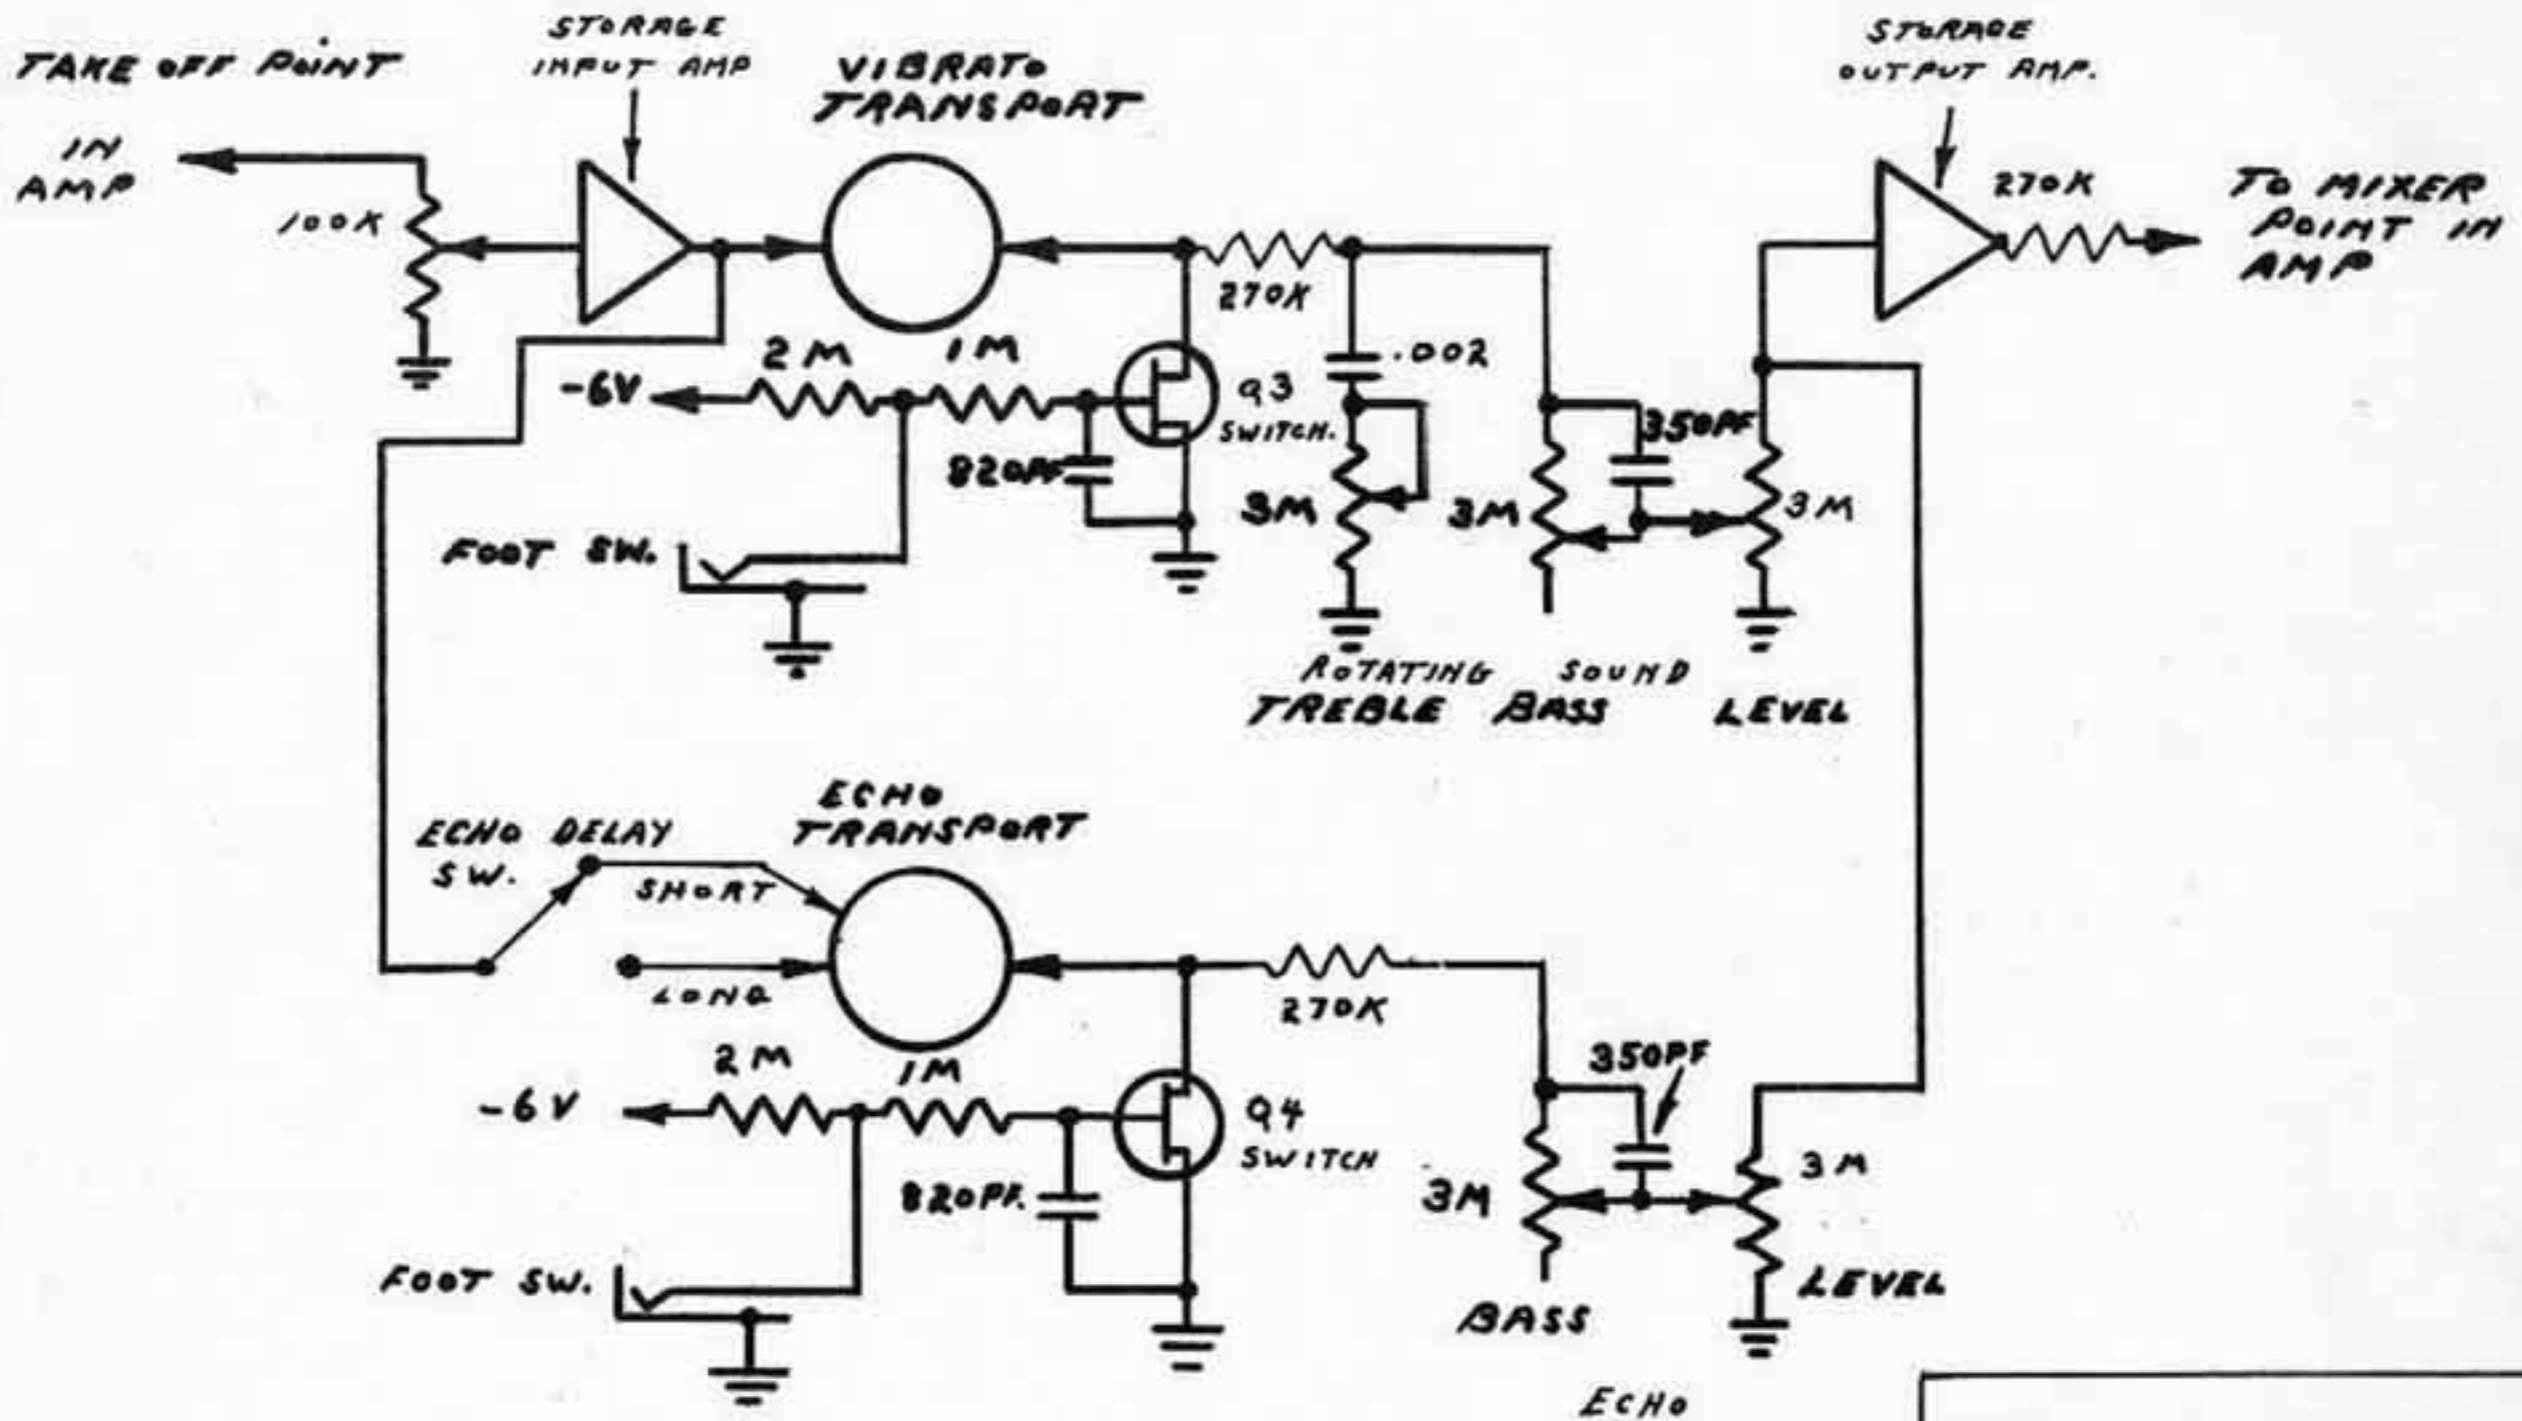 TAKE OFF POINT
IN
AMP
STORAGE
INPUT AMP
VIBRATO
TRANSPORT
STORAGE
OUTPUT AMP.
100K
270K
270K
TO MIXER
POINT IN
AMP
-6V
2M
1M
Q3
SWITCH.
.002
820PF
350PF
3M
3M
3M
FOOT SW.
ROTATING SOUND
TREBLE BASS LEVEL
ECHO DELAY
SW.
SHORT
LONG
ECHO
TRANSPORT
270K
-6V
2M
1M
Q4
SWITCH
350PF
820PF.
3M
3M
FOOT SW.
BASS
LEVEL
ECHO